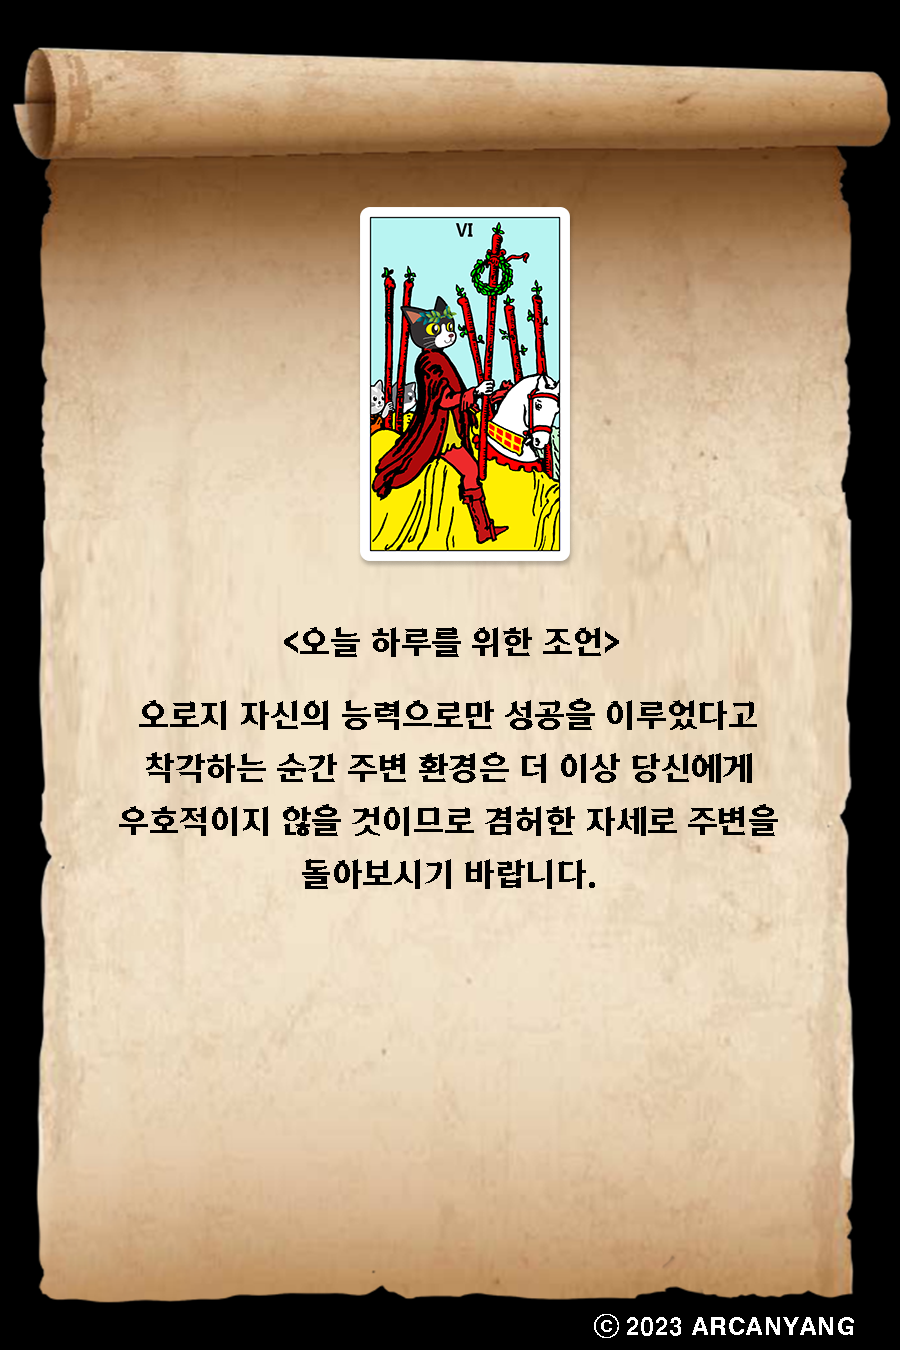 VI
<오늘 하루를 위한 조언>
오로지 자신의 능력으로만 성공을 이루었다고
착각하는 순간 주변 환경은 더 이상 당신에게
우호적이지 않을 것이므로 겸허한 자세로 주변을
돌아보시기 바랍니다.
ⓒ 2023 ARCANYANG